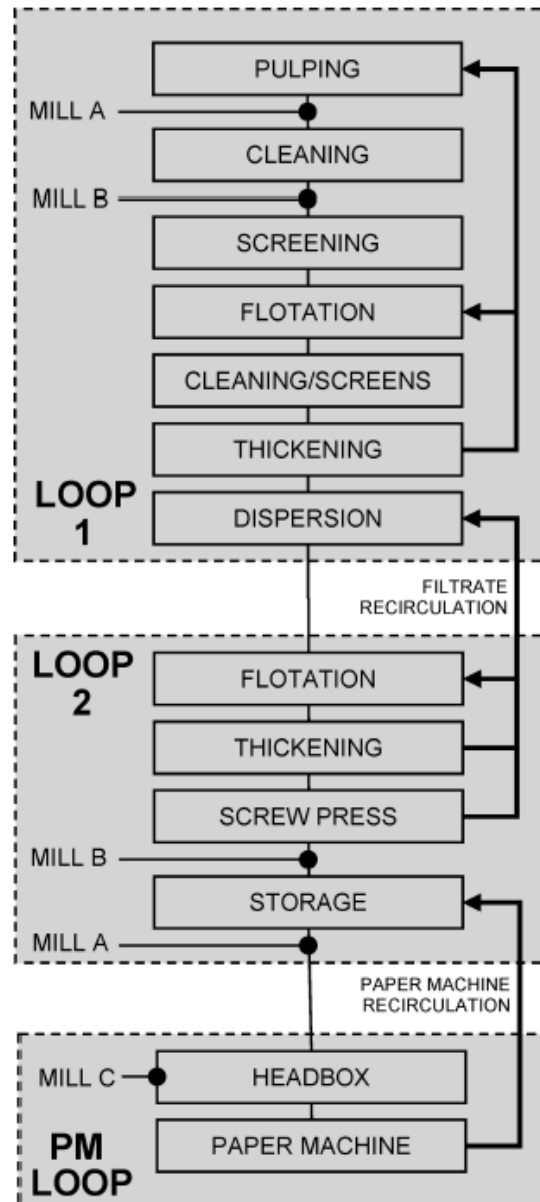 PULPING
MILL A
CLEANING
MILL B
SCREENING
FLOTATION
CLEANING/SCREENS
THICKENING
LOOP
1
DISPERSION
FILTRATE
RECIRCULATION
LOOP
2
FLOTATION
THICKENING
SCREW PRESS
MILL B
STORAGE
MILL A
PAPER MACHINE
RECIRCULATION
MILL C
HEADBOX
PM
LOOP
PAPER MACHINE